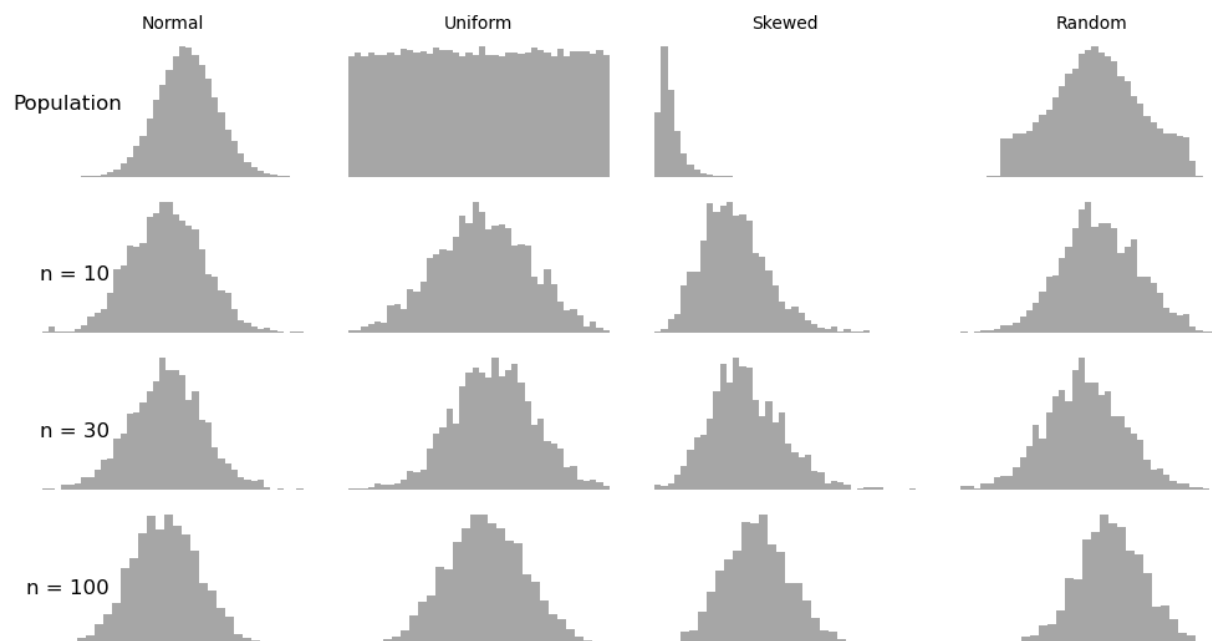 Normal Uniform Skewed Random
Population
n = 10
n = 30
n = 100